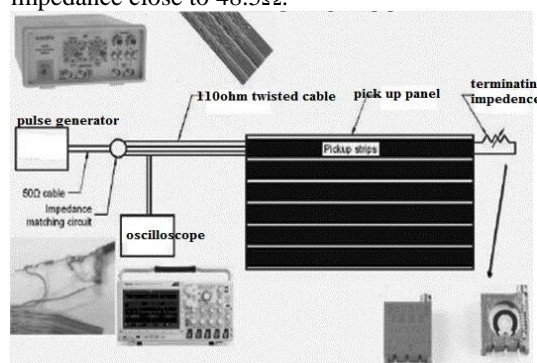 impedance close to 48.3Ω.
110ohm twisted cable
pick up panel
terminatin
impedence
pulse generator
Pickup strips
50Ω cable
Impedance
matching circuit
oscilloscope